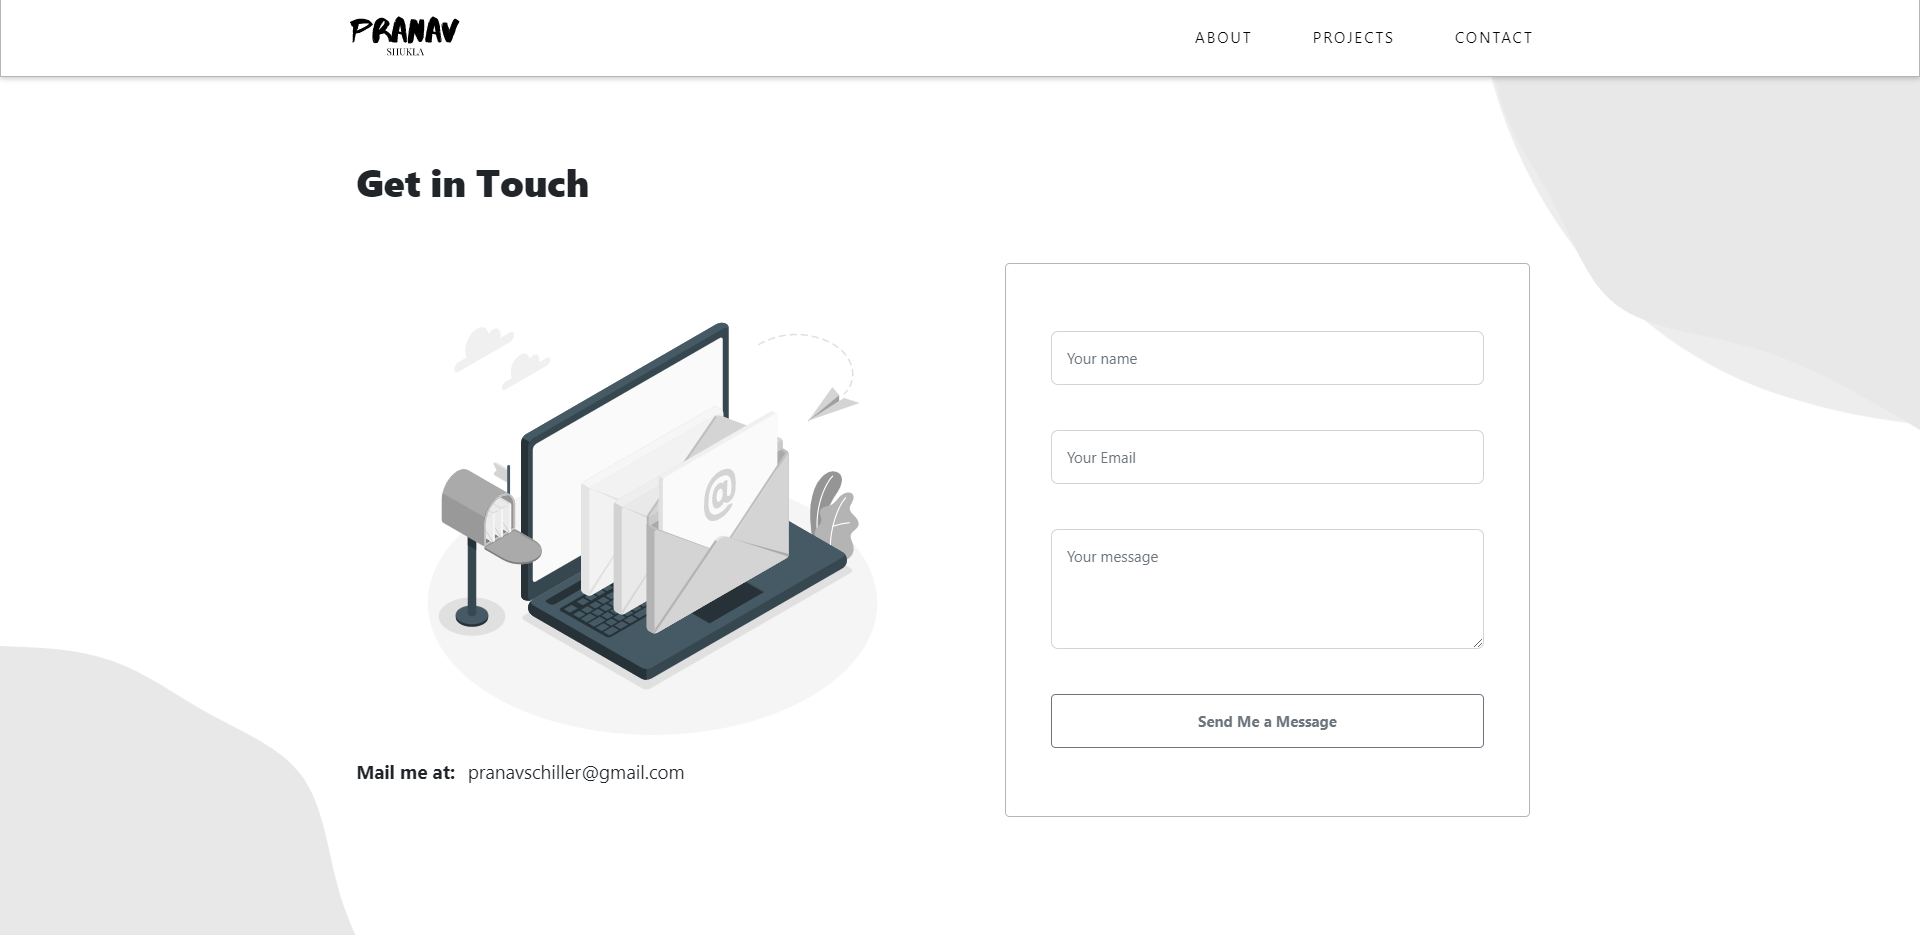 PRANAV
SHUKLA
ABOUT
PROJECTS
CONTACT
Get in Touch
@
Your name
Your Email
Your message
Send Me a Message
Mail me at: pranavschiller@gmail.com